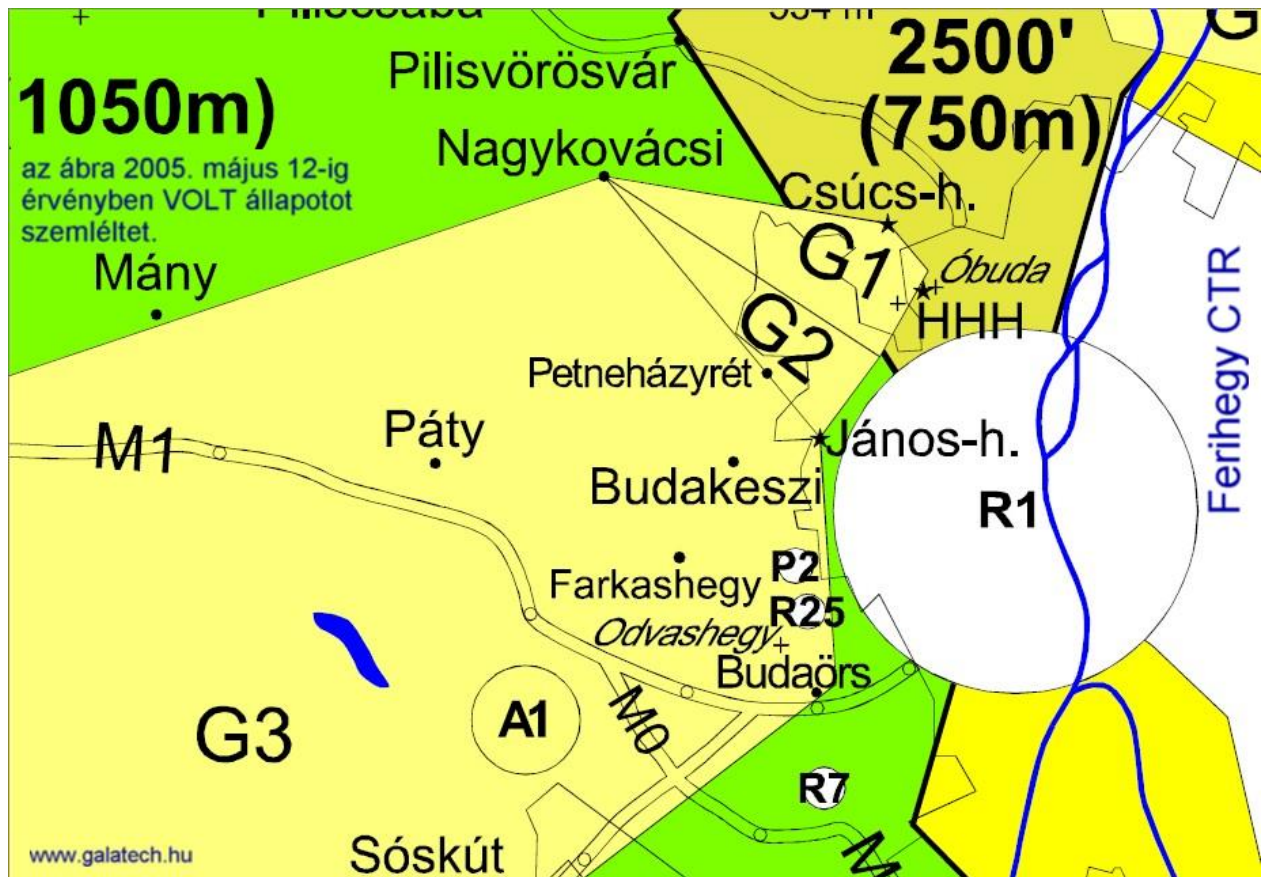 2500'
Pilisvörösvár
1050m)
(750m)
Nagykovácsi
az ábra 2005. május 12-ig
érvényben VOLT állapotot
szemléltet.
Csúcs-h.
Mány
G1
Óbuda
HHH
G2
Ferihegy CTR
Petneházyrét
M1
Páty
János-h.
Budakeszi
R1
P2
Farkashegy
R25
Odvashegy
Budaörs
A1
M0
G3
R7
www.galatech.hu
Sóskút